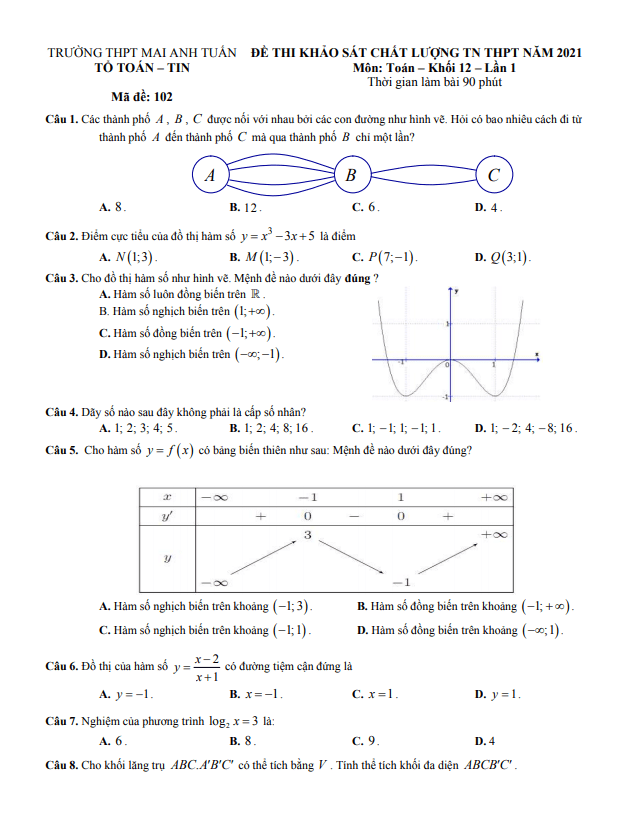 TRƯỜNG THPT MAI ANH TUẤN ĐỀ THI KHẢO SÁT CHẤT LƯỢNG TN THPT NĂM 2021
TỔ TOÁN – TIN Môn: Toán – Khối 12 – Lần 1
Thời gian làm bài 90 phút
Mã đề: 102
Câu 1. Các thành phố A , B , C được nối với nhau bởi các con đường như hình vẽ. Hỏi có bao nhiêu cách đi từ
thành phố A đến thành phố C mà qua thành phố B chỉ một lần?
A B C
A. 8 . B. 12 . C. 6 . D. 4 .
Câu 2. Điểm cực tiểu của đồ thị hàm số y = x³ − 3x + 5 là điểm
A. N(1;3) . B. M(1;−3) . C. P(7;−1) . D. Q(3;1) .
Câu 3. Cho đồ thị hàm số như hình vẽ. Mệnh đề nào dưới đây đúng ?
A. Hàm số luôn đồng biến trên ℝ .
B. Hàm số nghịch biến trên (1;+∞) .
C. Hàm số đồng biến trên (−1;+∞) .
D. Hàm số nghịch biến trên (−∞;−1) .
y
1
-1 0 1 x
-1
Câu 4. Dãy số nào sau đây không phải là cấp số nhân?
A. 1; 2; 3; 4; 5 . B. 1; 2; 4; 8; 16 . C. 1; −1; 1; −1; 1 . D. 1; −2; 4; −8; 16 .
Câu 5. Cho hàm số y = f(x) có bảng biến thiên như sau: Mệnh đề nào dưới đây đúng?
x −∞ −1 1 +∞
y′ + 0 − 0 +
3 +∞
y
−∞ −1
A. Hàm số nghịch biến trên khoảng (−1;3) . B. Hàm số đồng biến trên khoảng (−1;+∞) .
C. Hàm số nghịch biến trên khoảng (−1;1) . D. Hàm số đồng biến trên khoảng (−∞;1) .
Câu 6. Đồ thị của hàm số y = (x−2)/(x+1) có đường tiệm cận đứng là
A. y = −1 . B. x = −1 . C. x = 1 . D. y = 1 .
Câu 7. Nghiệm của phương trình log₂ x = 3 là:
A. 6 . B. 8 . C. 9 . D. 4
Câu 8. Cho khối lăng trụ ABC.A′B′C′ có thể tích bằng V . Tính thể tích khối đa diện ABCB′C′ .